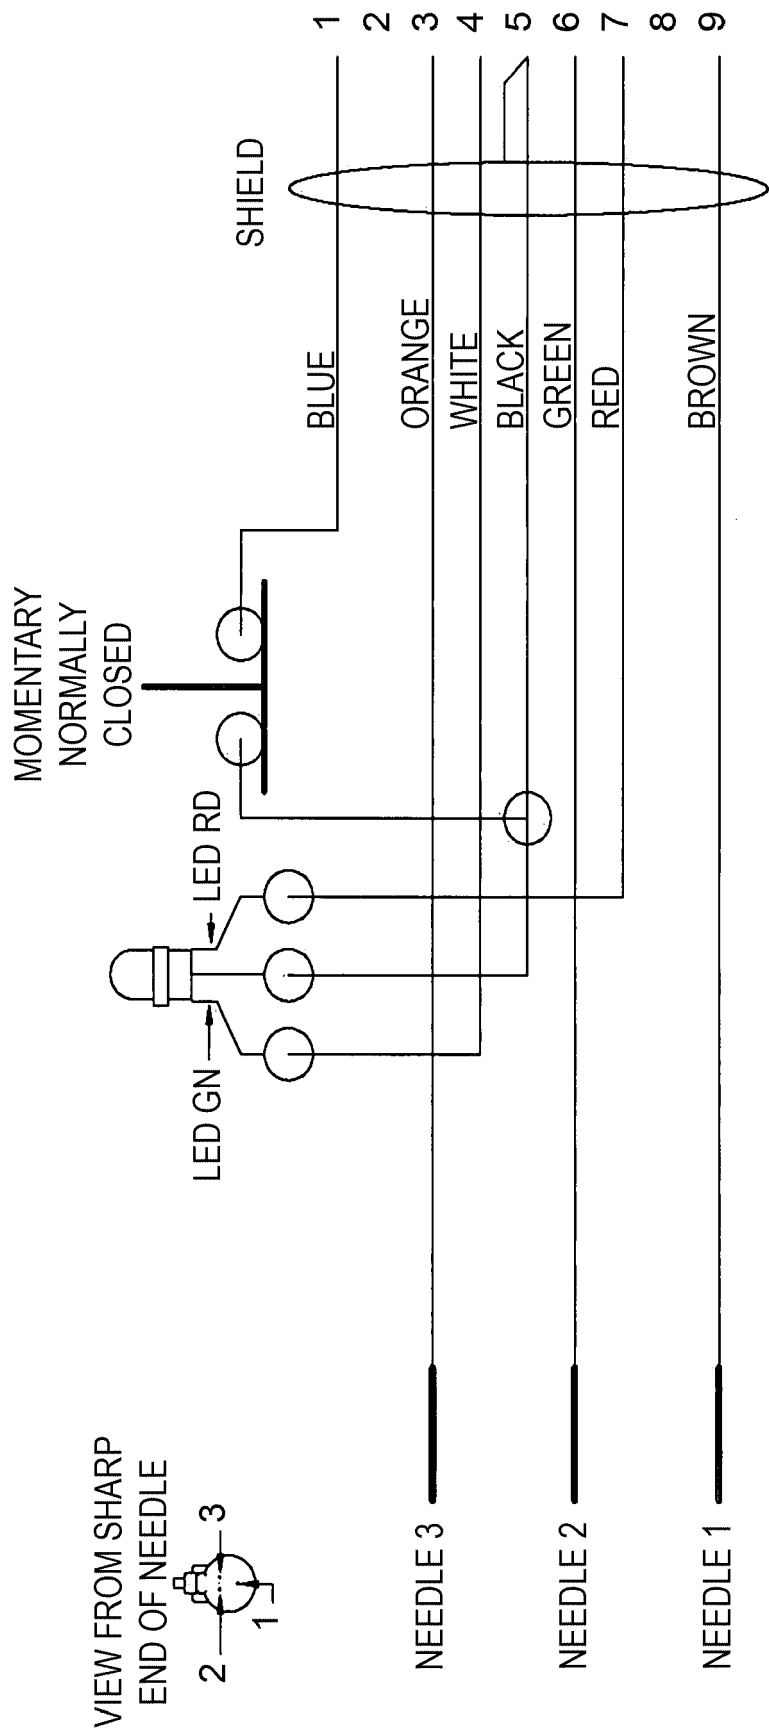 VIEW FROM SHARP
END OF NEEDLE
2
3
1
LED GN
LED RD
MOMENTARY
NORMALLY
CLOSED
SHIELD
BLUE
1
2
NEEDLE 3
ORANGE
3
WHITE
4
BLACK
5
NEEDLE 2
GREEN
6
RED
7
8
NEEDLE 1
BROWN
9